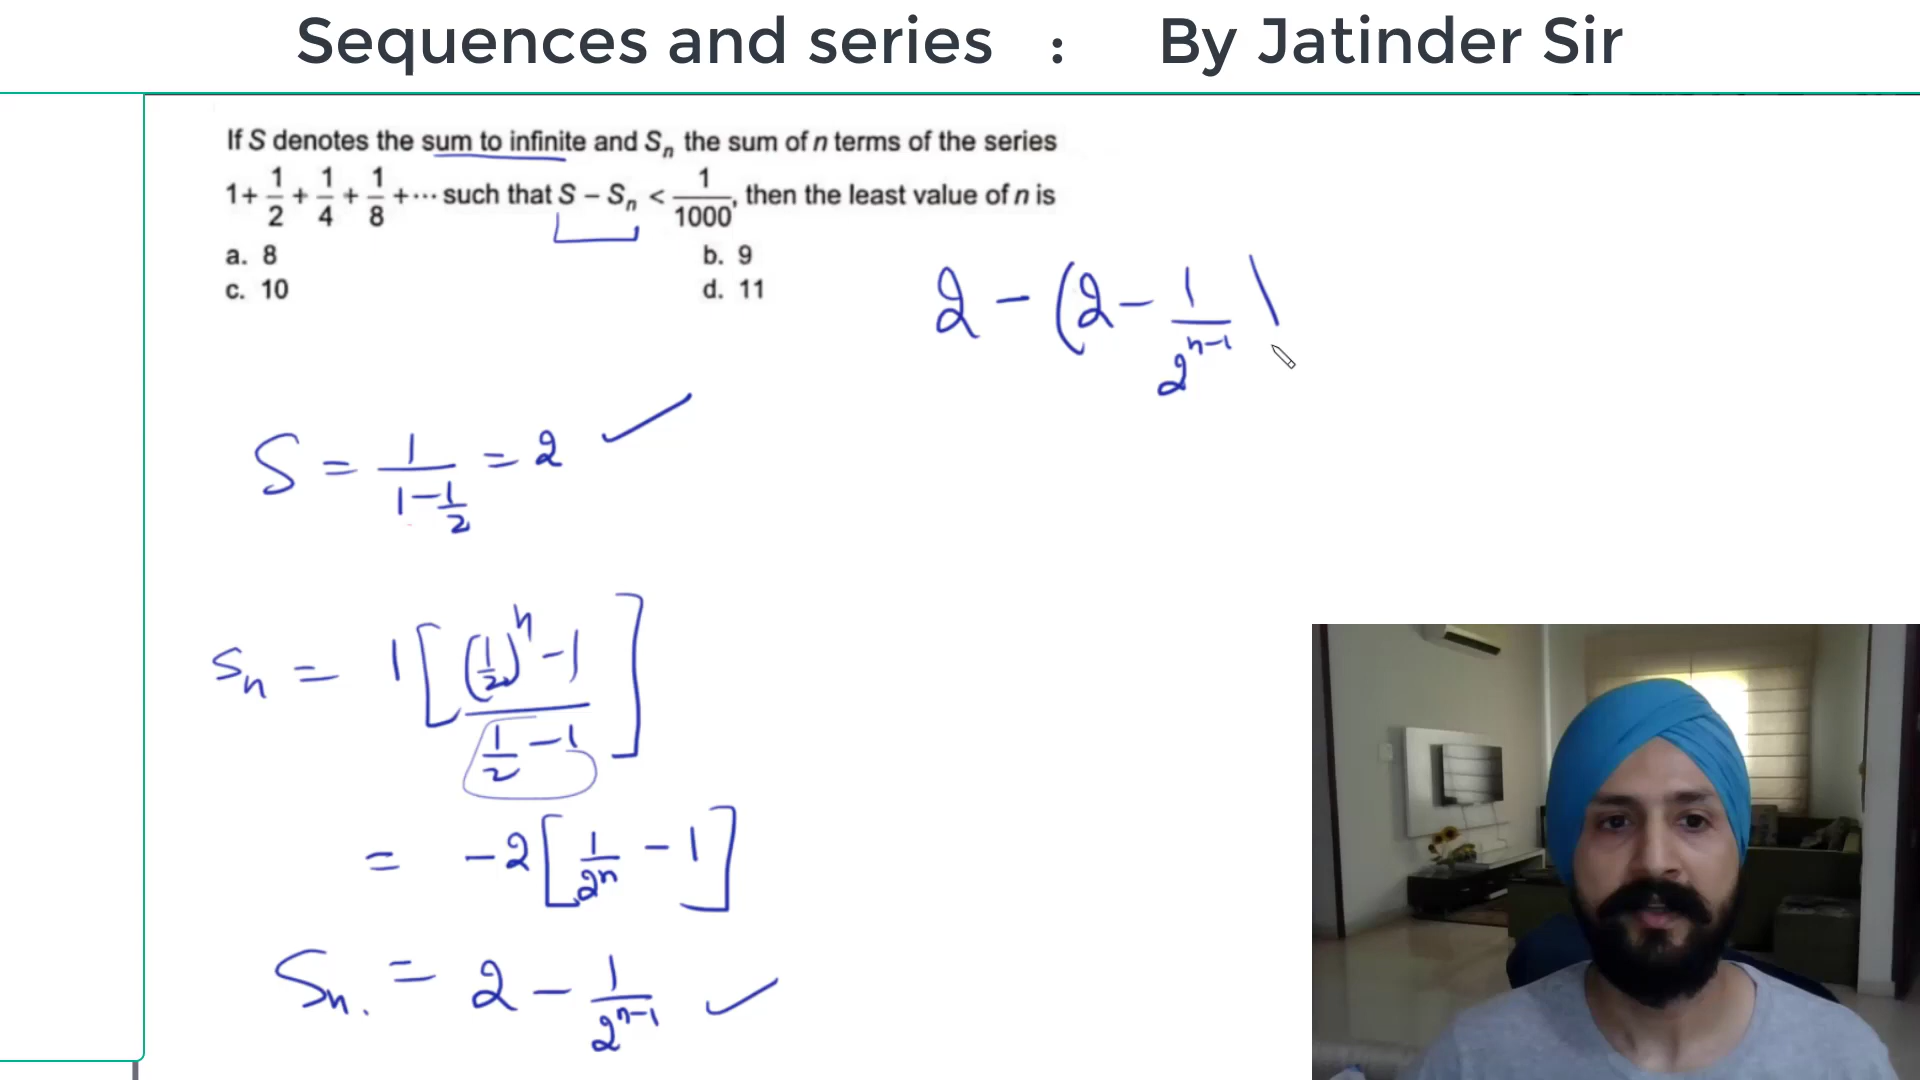 Sequences and series : By Jatinder Sir
If S denotes the sum to infinite and Sₙ the sum of n terms of the series
1+ 1/2 + 1/4 + 1/8 +··· such that S – Sₙ < 1/1000, then the least value of n is
a. 8 b. 9
c. 10 d. 11
2 – (2 – 1/2ⁿ⁻¹)
S = 1/(1–1/2) = 2 ✓
Sₙ = 1[((1/2)ⁿ – 1)/(1/2 – 1)]
= –2[1/2ⁿ – 1]
Sₙ. = 2 – 1/2ⁿ⁻¹ ✓